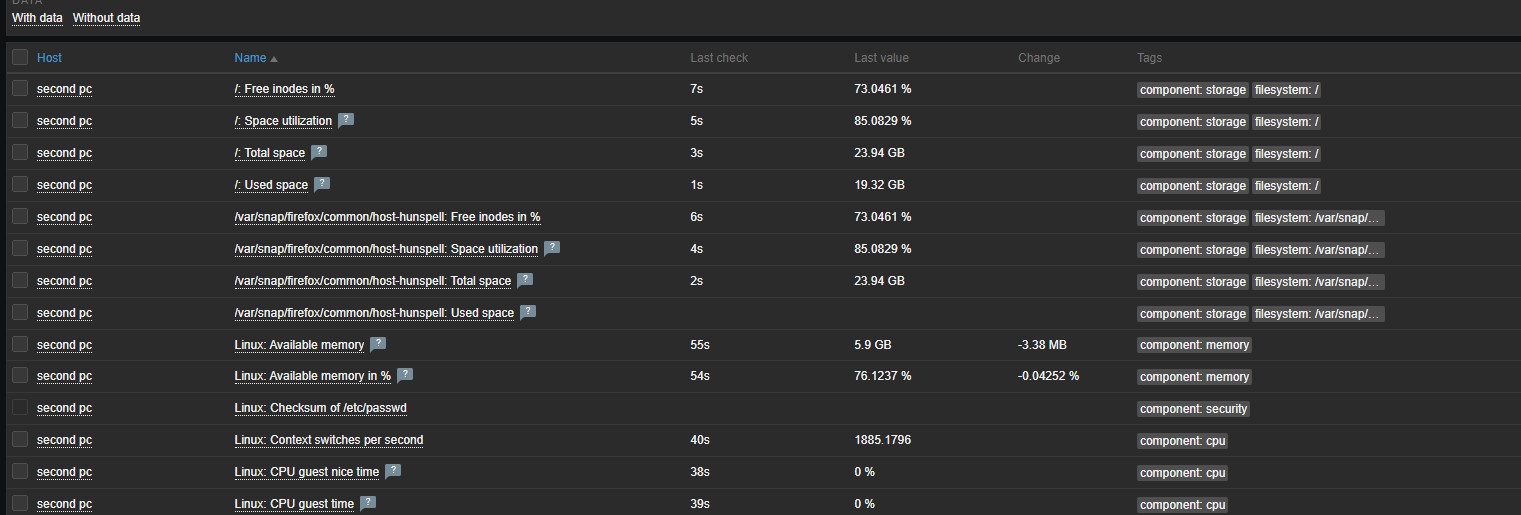 DATA
With data Without data
Host Name Last check Last value Change Tags
second pc /: Free inodes in % 7s 73.0461 % component: storage filesystem: /
second pc /: Space utilization ? 5s 85.0829 % component: storage filesystem: /
second pc /: Total space ? 3s 23.94 GB component: storage filesystem: /
second pc /: Used space ? 1s 19.32 GB component: storage filesystem: /
second pc /var/snap/firefox/common/host-hunspell: Free inodes in % 6s 73.0461 % component: storage filesystem: /var/snap/...
second pc /var/snap/firefox/common/host-hunspell: Space utilization ? 4s 85.0829 % component: storage filesystem: /var/snap/...
second pc /var/snap/firefox/common/host-hunspell: Total space ? 2s 23.94 GB component: storage filesystem: /var/snap/...
second pc /var/snap/firefox/common/host-hunspell: Used space ? component: storage filesystem: /var/snap/...
second pc Linux: Available memory ? 55s 5.9 GB -3.38 MB component: memory
second pc Linux: Available memory in % ? 54s 76.1237 % -0.04252 % component: memory
second pc Linux: Checksum of /etc/passwd component: security
second pc Linux: Context switches per second 40s 1885.1796 component: cpu
second pc Linux: CPU guest nice time ? 38s 0 % component: cpu
second pc Linux: CPU guest time ? 39s 0 % component: cpu